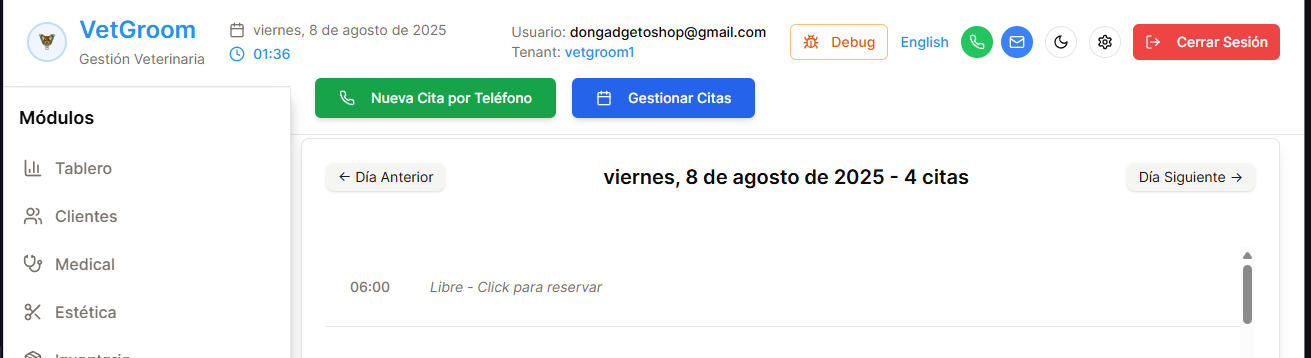 VetGroom
Gestión Veterinaria
viernes, 8 de agosto de 2025
01:36
Usuario: dongadgetoshop@gmail.com
Tenant: vetgroom1
Debug
English
Cerrar Sesión
Nueva Cita por Teléfono
Gestionar Citas
Módulos
Tablero
Clientes
Medical
Estética
← Día Anterior
viernes, 8 de agosto de 2025 - 4 citas
Día Siguiente →
06:00
Libre - Click para reservar